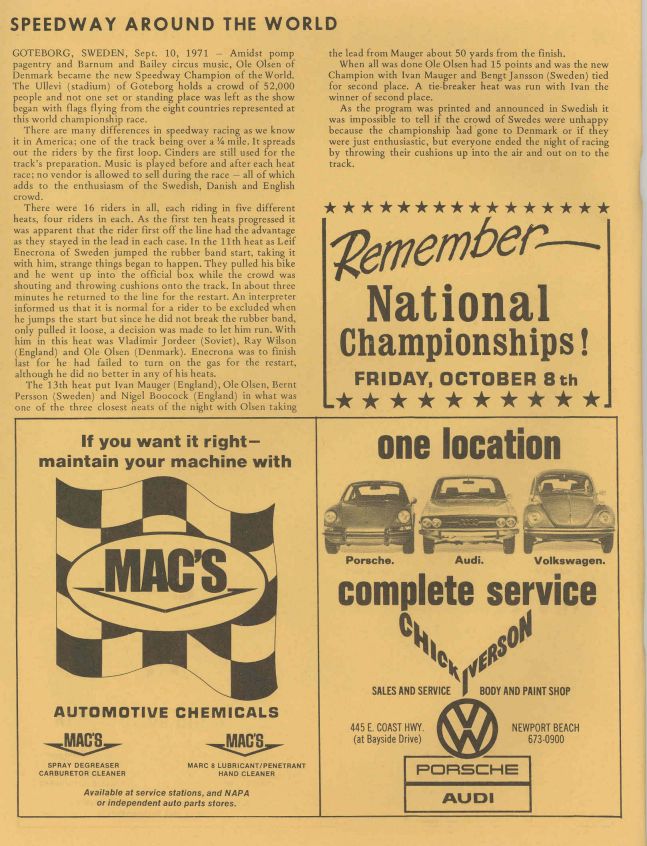 SPEEDWAY AROUND THE WORLD
GOTEBORG, SWEDEN, Sept. 10, 1971 — Amidst pomp
pagentry and Barnum and Bailey circus music, Ole Olsen of
Denmark became the new Speedway Champion of the World.
The Ullevi (stadium) of Goteborg holds a crowd of 52,000
people and not one set or standing place was left as the show
began with flags flying from the eight countries represented at
this world championship race.
There are many differences in speedway racing as we know
it in America; one of the track being over a ¼ mile. It spreads
out the riders by the first loop. Cinders are still used for the
track's preparation. Music is played before and after each heat
race; no vendor is allowed to sell during the race — all of which
adds to the enthusiasm of the Swedish, Danish and English
crowd.
There were 16 riders in all, each riding in five different
heats, four riders in each. As the first ten heats progressed it
was apparent that the rider first off the line had the advantage
as they stayed in the lead in each case. In the 11th heat as Leif
Enecrona of Sweden jumped the rubber band start, taking it
with him, strange things began to happen. They pulled his bike
and he went up into the official box while the crowd was
shouting and throwing cushions onto the track. In about three
minutes he returned to the line for the restart. An interpreter
informed us that it is normal for a rider to be excluded when
he jumps the start but since he did not break the rubber band,
only pulled it loose, a decision was made to let him run. With
him in this heat was Vladimir Jordeer (Soviet), Ray Wilson
(England) and Ole Olsen (Denmark). Enecrona was to finish
last for he had failed to turn on the gas for the restart,
although he did no better in any of his heats.
The 13th heat put Ivan Mauger (England), Ole Olsen, Bernt
Persson (Sweden) and Nigel Boocock (England) in what was
one of the three closest neats of the night with Olsen taking
the lead from Mauger about 50 yards from the finish.
When all was done Ole Olsen had 15 points and was the new
Champion with Ivan Mauger and Bengt Jansson (Sweden) tied
for second place. A tie-breaker heat was run with Ivan the
winner of second place.
As the program was printed and announced in Swedish it
was impossible to tell if the crowd of Swedes were unhappy
because the championship had gone to Denmark or if they
were just enthusiastic, but everyone ended the night of racing
by throwing their cushions up into the air and out on to the
track.
Remember—
National
Championships!
FRIDAY, OCTOBER 8th
If you want it right—
maintain your machine with
MAC'S
AUTOMOTIVE CHEMICALS
MAC'S
SPRAY DEGREASER
CARBURETOR CLEANER
MAC'S
MARC 8 LUBRICANT/PENETRANT
HAND CLEANER
Available at service stations, and NAPA
or independent auto parts stores.
one location
Porsche. Audi. Volkswagen.
complete service
CHICK IVERSON
SALES AND SERVICE BODY AND PAINT SHOP
445 E. COAST HWY.
(at Bayside Drive)
VW
NEWPORT BEACH
673-0900
PORSCHE
AUDI